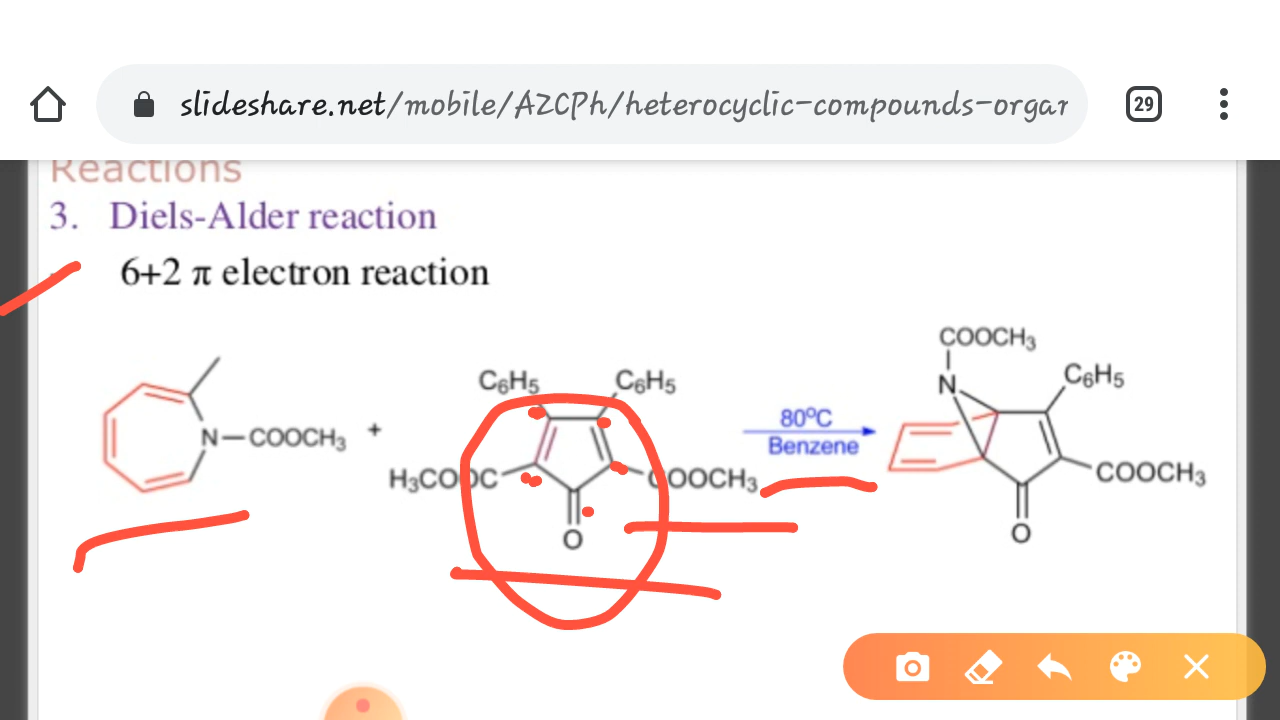 slideshare.net/mobile/AZCPh/heterocyclic-compounds-orgar
29
Reactions
3. Diels-Alder reaction
6+2 π electron reaction
COOCH3
N
C6H5
C6H5 C6H5
80⁰C
Benzene
N–COOCH3 + H3COOC COOCH3 COOCH3
O O